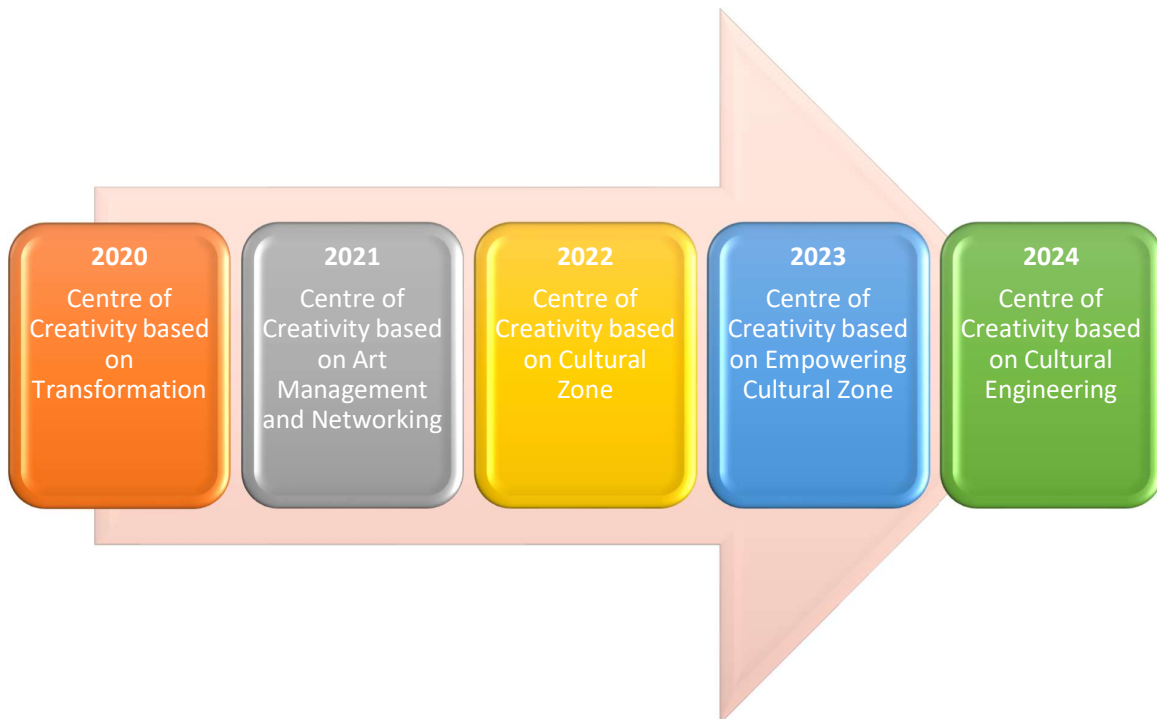 2020
Centre of
Creativity based
on
Transformation
2021
Centre of
Creativity based
on Art
Management
and Networking
2022
Centre of
Creativity based
on Cultural
Zone
2023
Centre of
Creativity based
on Empowering
Cultural Zone
2024
Centre of
Creativity based
on Cultural
Engineering